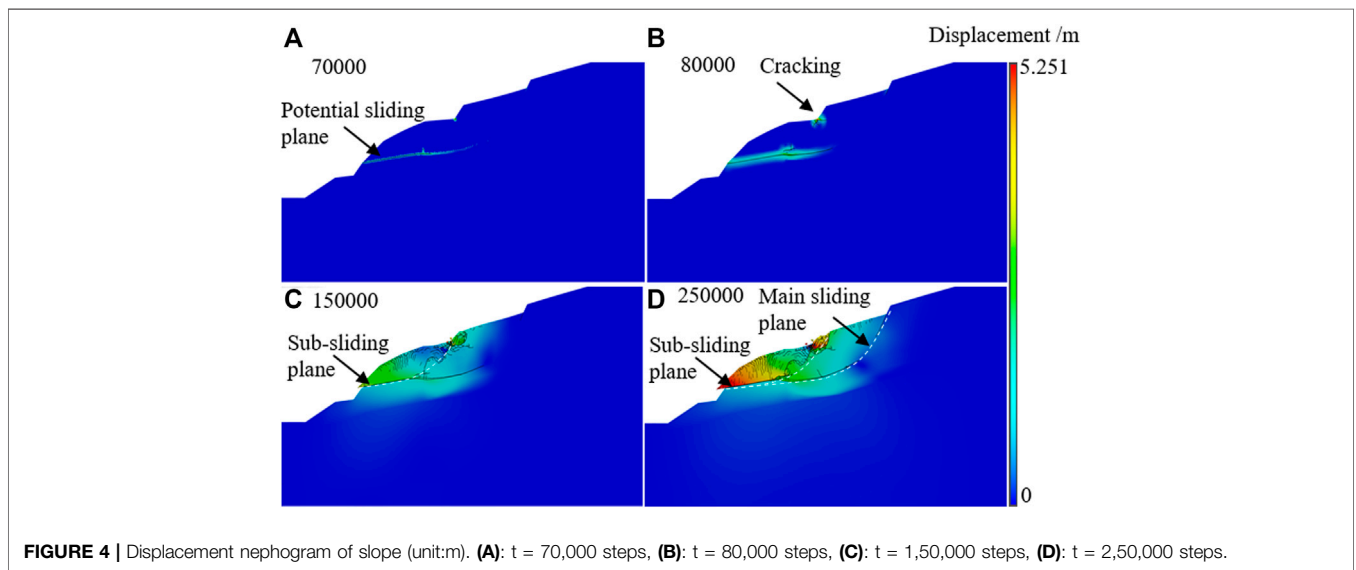 A
70000
Potential sliding
plane
B
80000
Cracking
Displacement /m
5.251
0
C
150000
Sub-sliding
plane
D
250000
Main sliding
plane
Sub-sliding
plane
FIGURE 4 | Displacement nephogram of slope (unit:m). (A): t = 70,000 steps, (B): t = 80,000 steps, (C): t = 1,50,000 steps, (D): t = 2,50,000 steps.